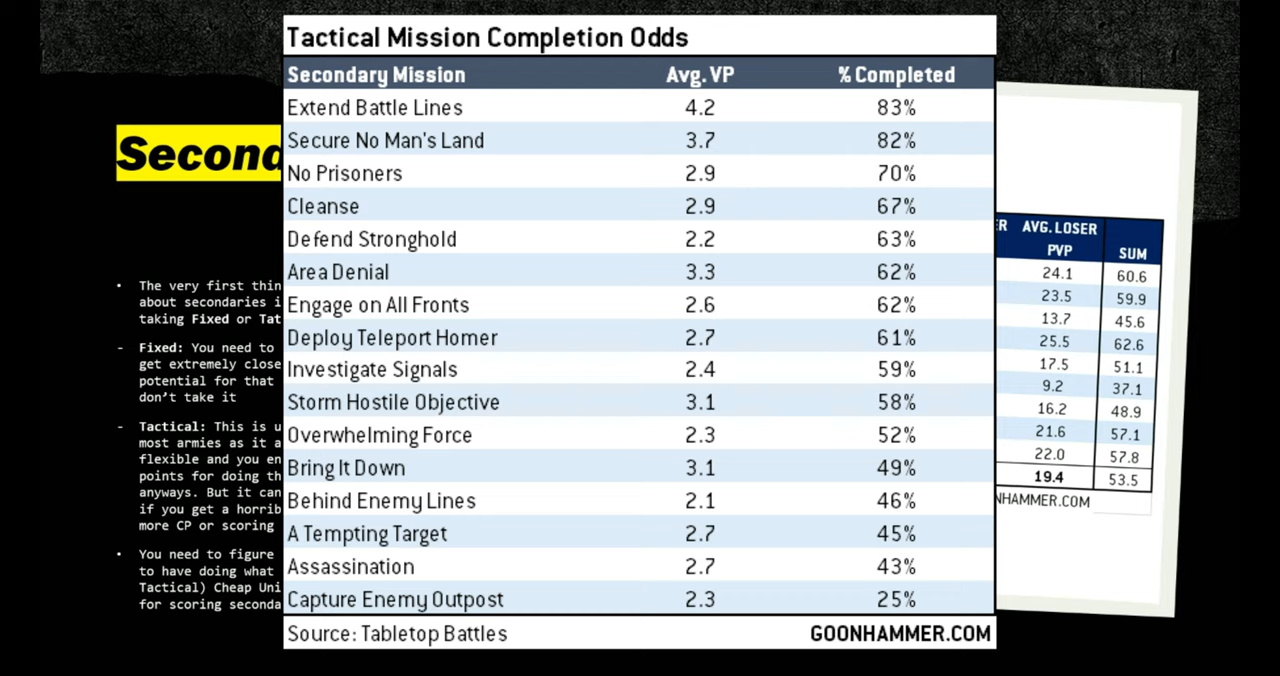 Tactical Mission Completion Odds
Secondary Mission Avg. VP % Completed
Extend Battle Lines 4.2 83%
Secure No Man's Land 3.7 82%
No Prisoners 2.9 70%
Cleanse 2.9 67%
Defend Stronghold 2.2 63%
Area Denial 3.3 62%
Engage on All Fronts 2.6 62%
Deploy Teleport Homer 2.7 61%
Investigate Signals 2.4 59%
Storm Hostile Objective 3.1 58%
Overwhelming Force 2.3 52%
Bring It Down 3.1 49%
Behind Enemy Lines 2.1 46%
A Tempting Target 2.7 45%
Assassination 2.7 43%
Capture Enemy Outpost 2.3 25%
Source: Tabletop Battles GOONHAMMER.COM
Second
• The very first thin
about secondaries i
taking Fixed or Tat
- Fixed: You need to
get extremely close
potential for that
don't take it
- Tactical: This is u
most armies as it a
flexible and you en
points for doing th
anyways. But it can
if you get a horrib
more CP or scoring
• You need to figure
to have doing what
Tactical) Cheap Uni
for scoring seconda
ER AVG. LOSER
PVP SUM
24.1 60.6
23.5 59.9
13.7 45.6
25.5 62.6
17.5 51.1
9.2 37.1
16.2 48.9
21.6 57.1
22.0 57.8
19.4 53.5
NHAMMER.COM